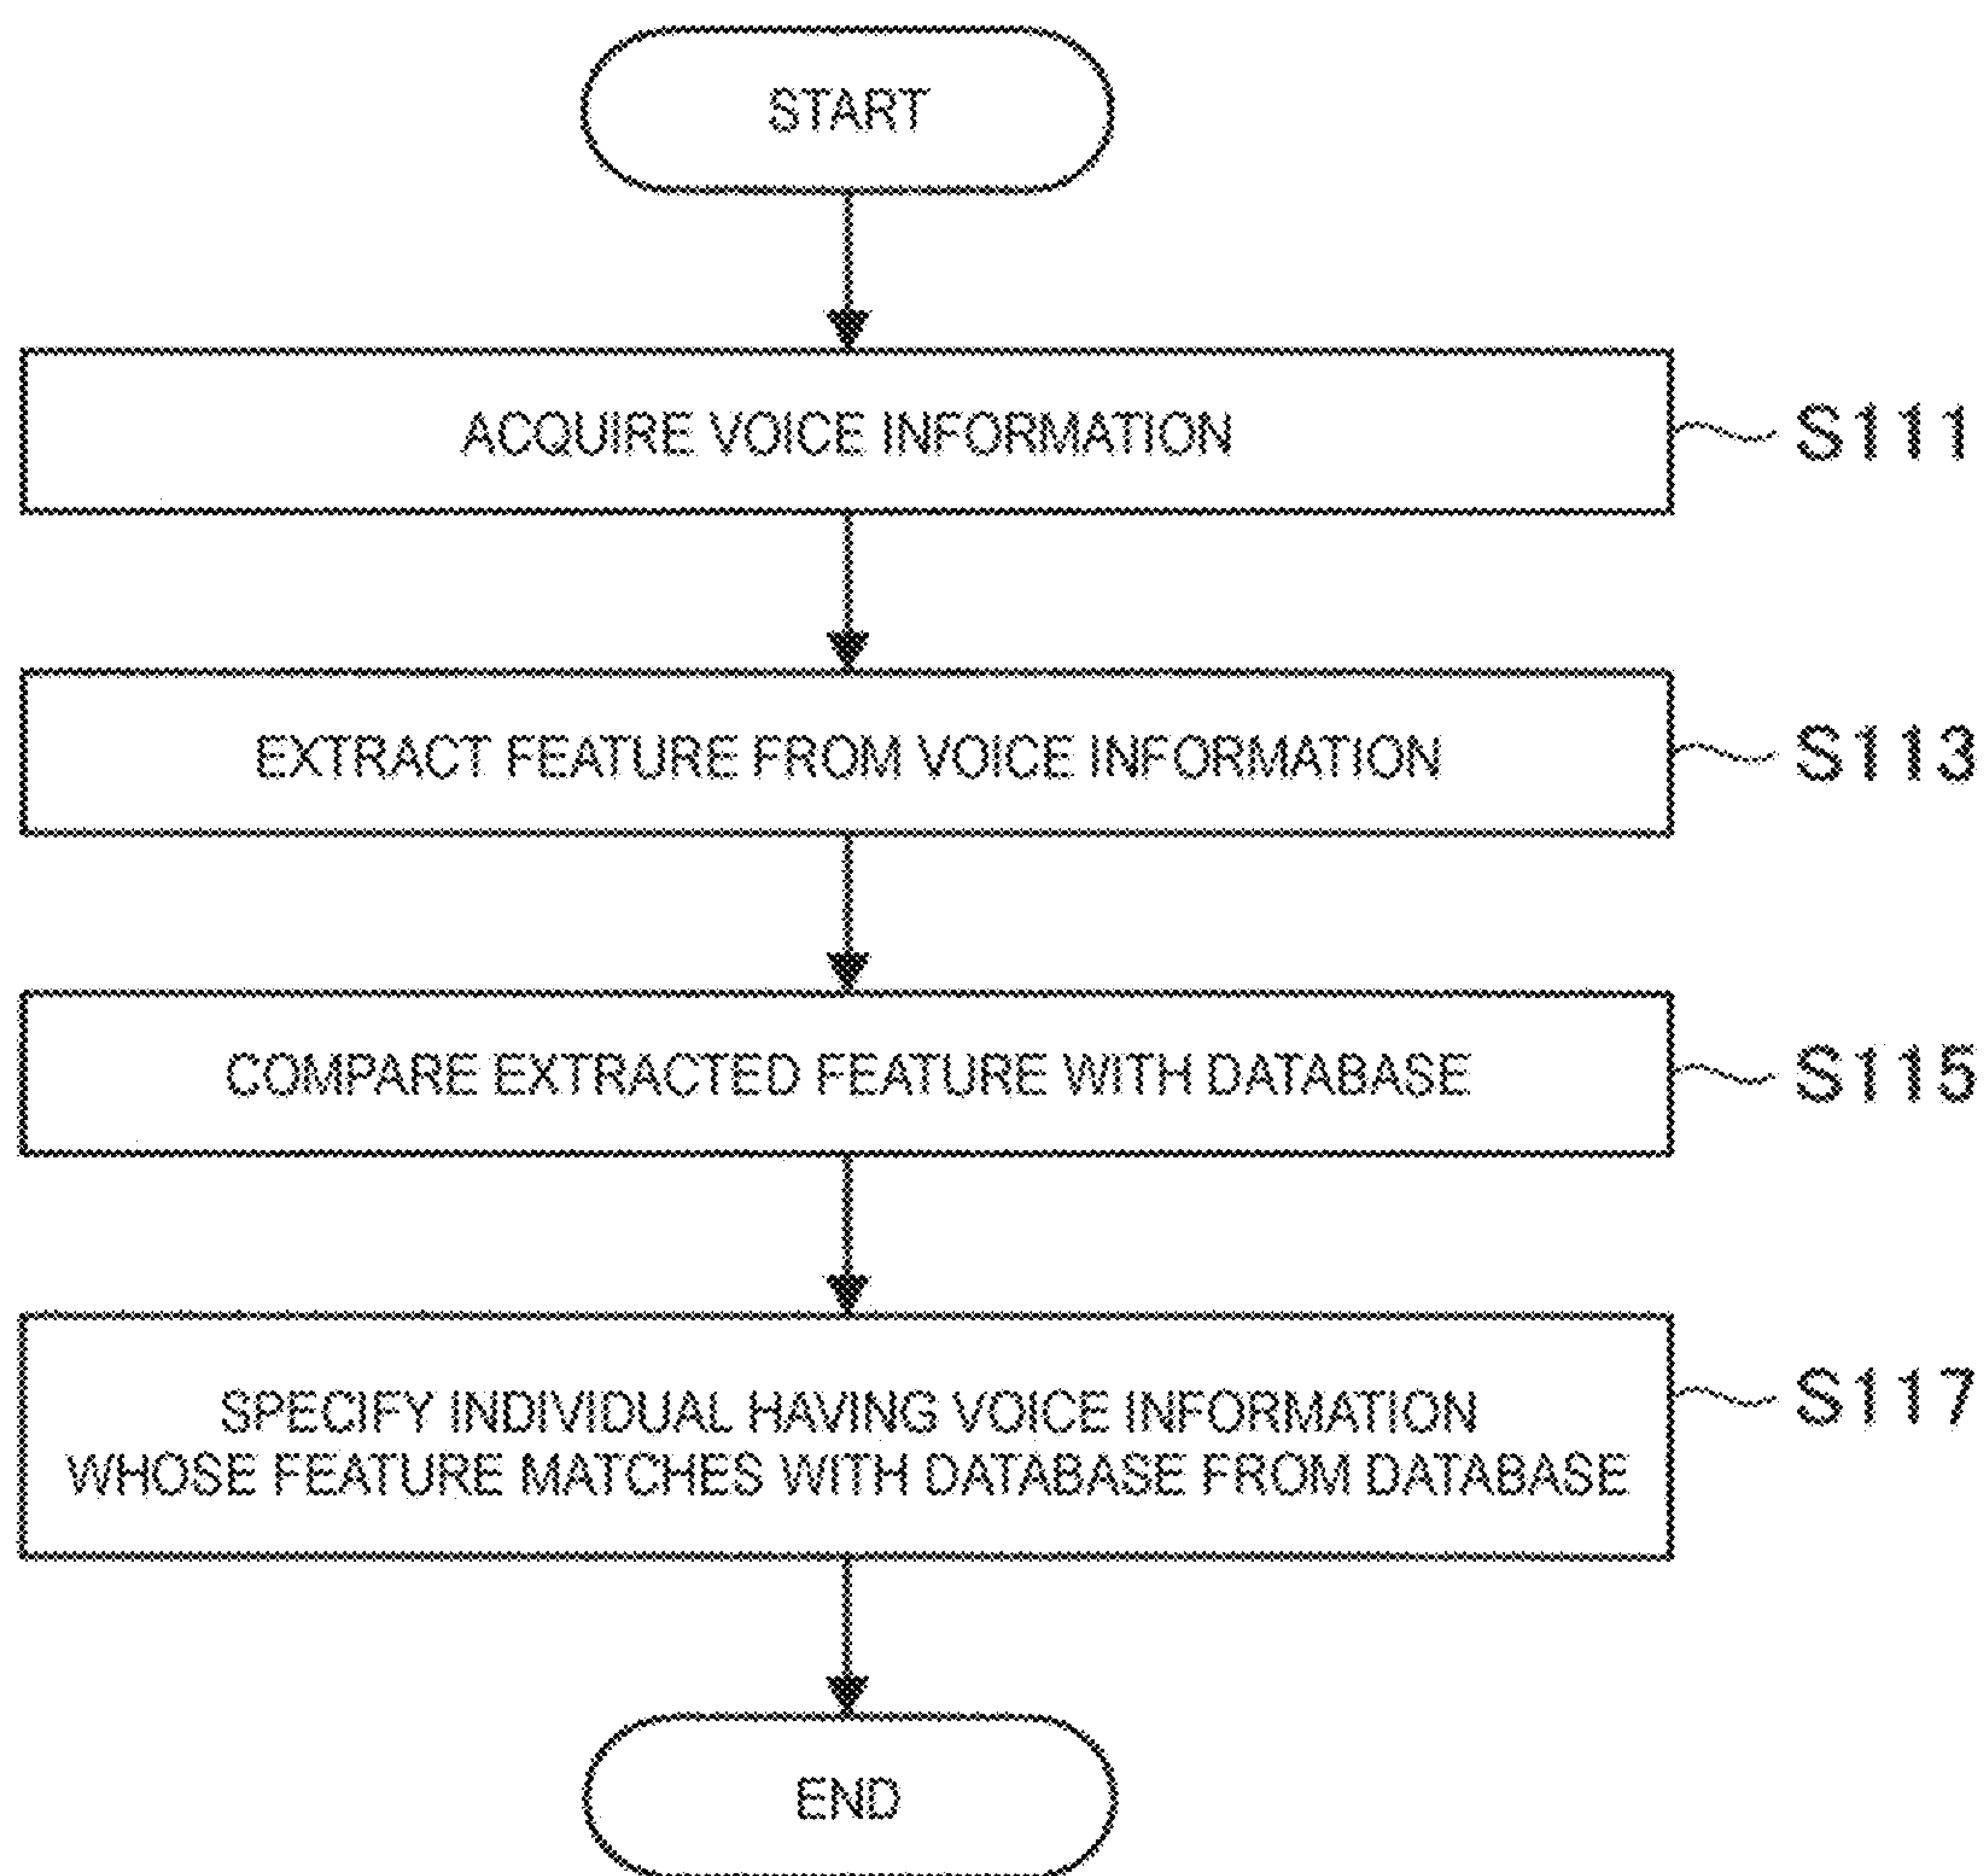 START
ACQUIRE VOICE INFORMATION
S111
EXTRACT FEATURE FROM VOICE INFORMATION
S113
COMPARE EXTRACTED FEATURE WITH DATABASE
S115
SPECIFY INDIVIDUAL HAVING VOICE INFORMATION
WHOSE FEATURE MATCHES WITH DATABASE FROM DATABASE
S117
END